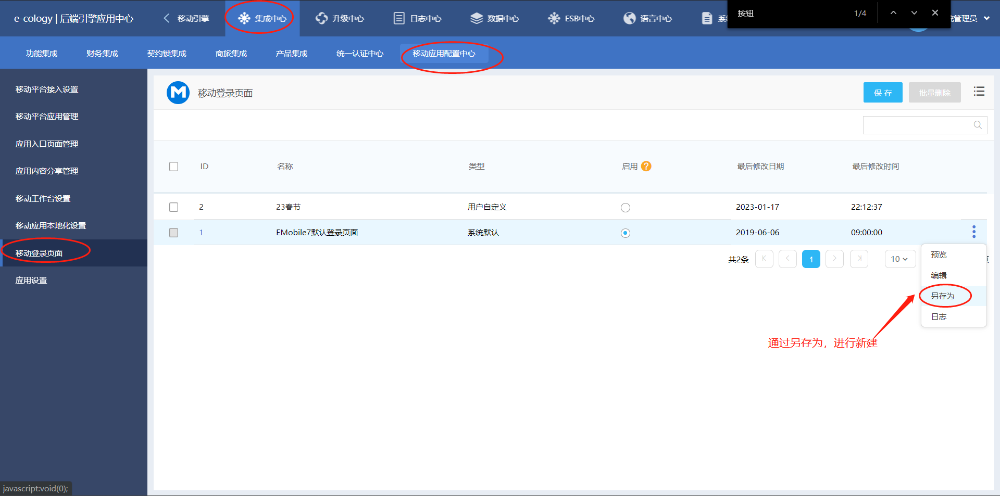 e-cology | 后端引擎应用中心
移动引擎
集成中心
升级中心
日志中心
数据中心
ESB中心
语言中心
按钮
1/4
管理员
功能集成
财务集成
契约锁集成
商旅集成
产品集成
统一认证中心
移动应用配置中心
移动平台接入设置
移动平台应用管理
应用入口页面管理
应用内容分享管理
移动工作台设置
移动应用本地化设置
移动登录页面
应用设置
M
移动登录页面
保 存
批量删除
ID
名称
类型
启用
?
最后修改日期
最后修改时间
2
23春节
用户自定义
2023-01-17
22:12:37
1
EMobile7默认登录页面
系统默认
2019-06-06
09:00:00
共2条
1
10
预览
编辑
另存为
日志
通过另存为，进行新建
javascript:void(0);